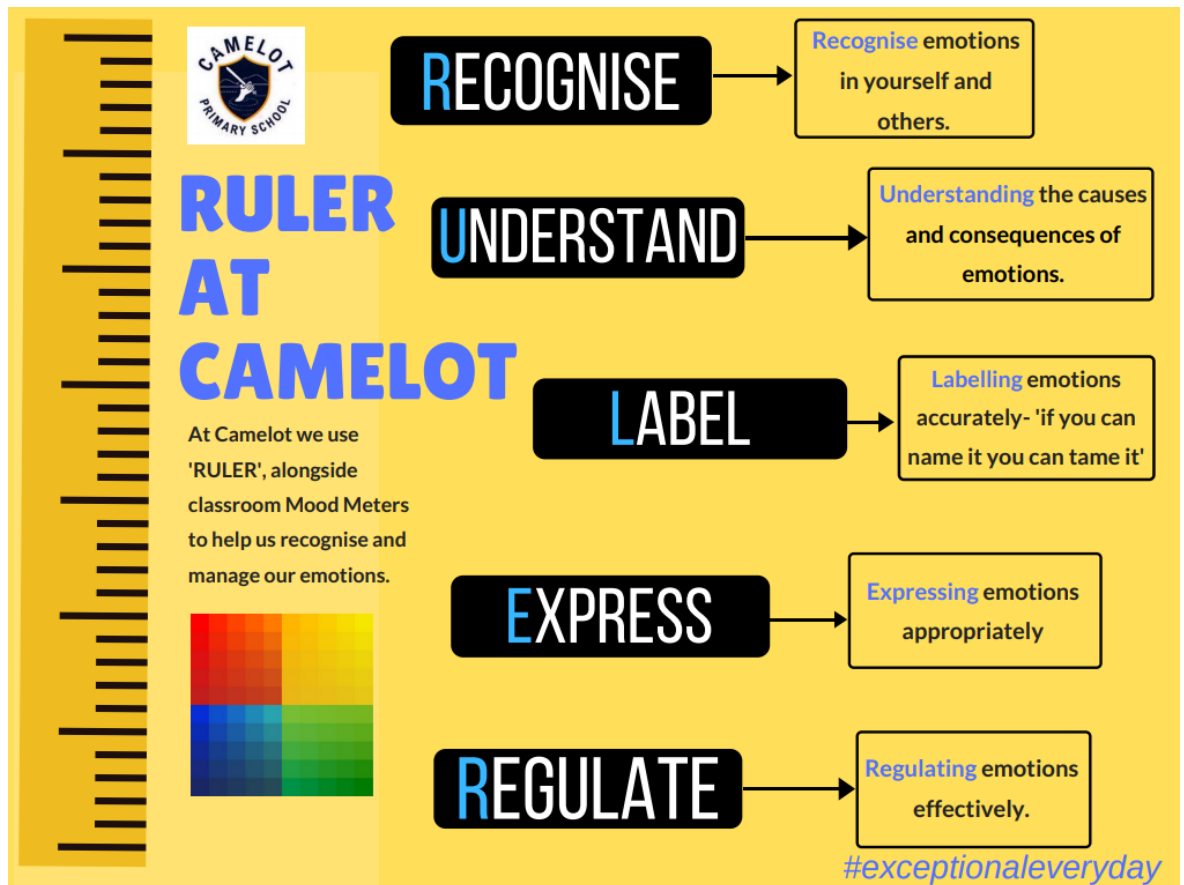 CAMELOT
PRIMARY SCHOOL
RULER
AT
CAMELOT
At Camelot we use
'RULER', alongside
classroom Mood Meters
to help us recognise and
manage our emotions.
RECOGNISE
Recognise emotions
in yourself and
others.
UNDERSTAND
Understanding the causes
and consequences of
emotions.
LABEL
Labelling emotions
accurately- 'if you can
name it you can tame it'
EXPRESS
Expressing emotions
appropriately
REGULATE
Regulating emotions
effectively.
#exceptionaleveryday